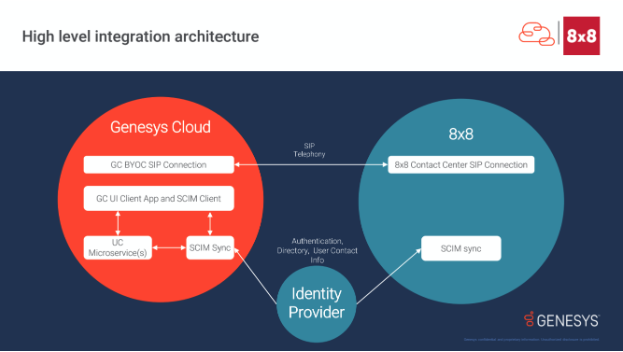 High level integration architecture
8x8
Genesys Cloud
8x8
SIP
Telephony
GC BYOC SIP Connection
8x8 Contact Center SIP Connection
GC UI Client App and SCIM Client
UC
Microservice(s)
SCIM Sync
Authentication,
Directory, User Contact
Info
SCIM sync
Identity
Provider
GENESYS